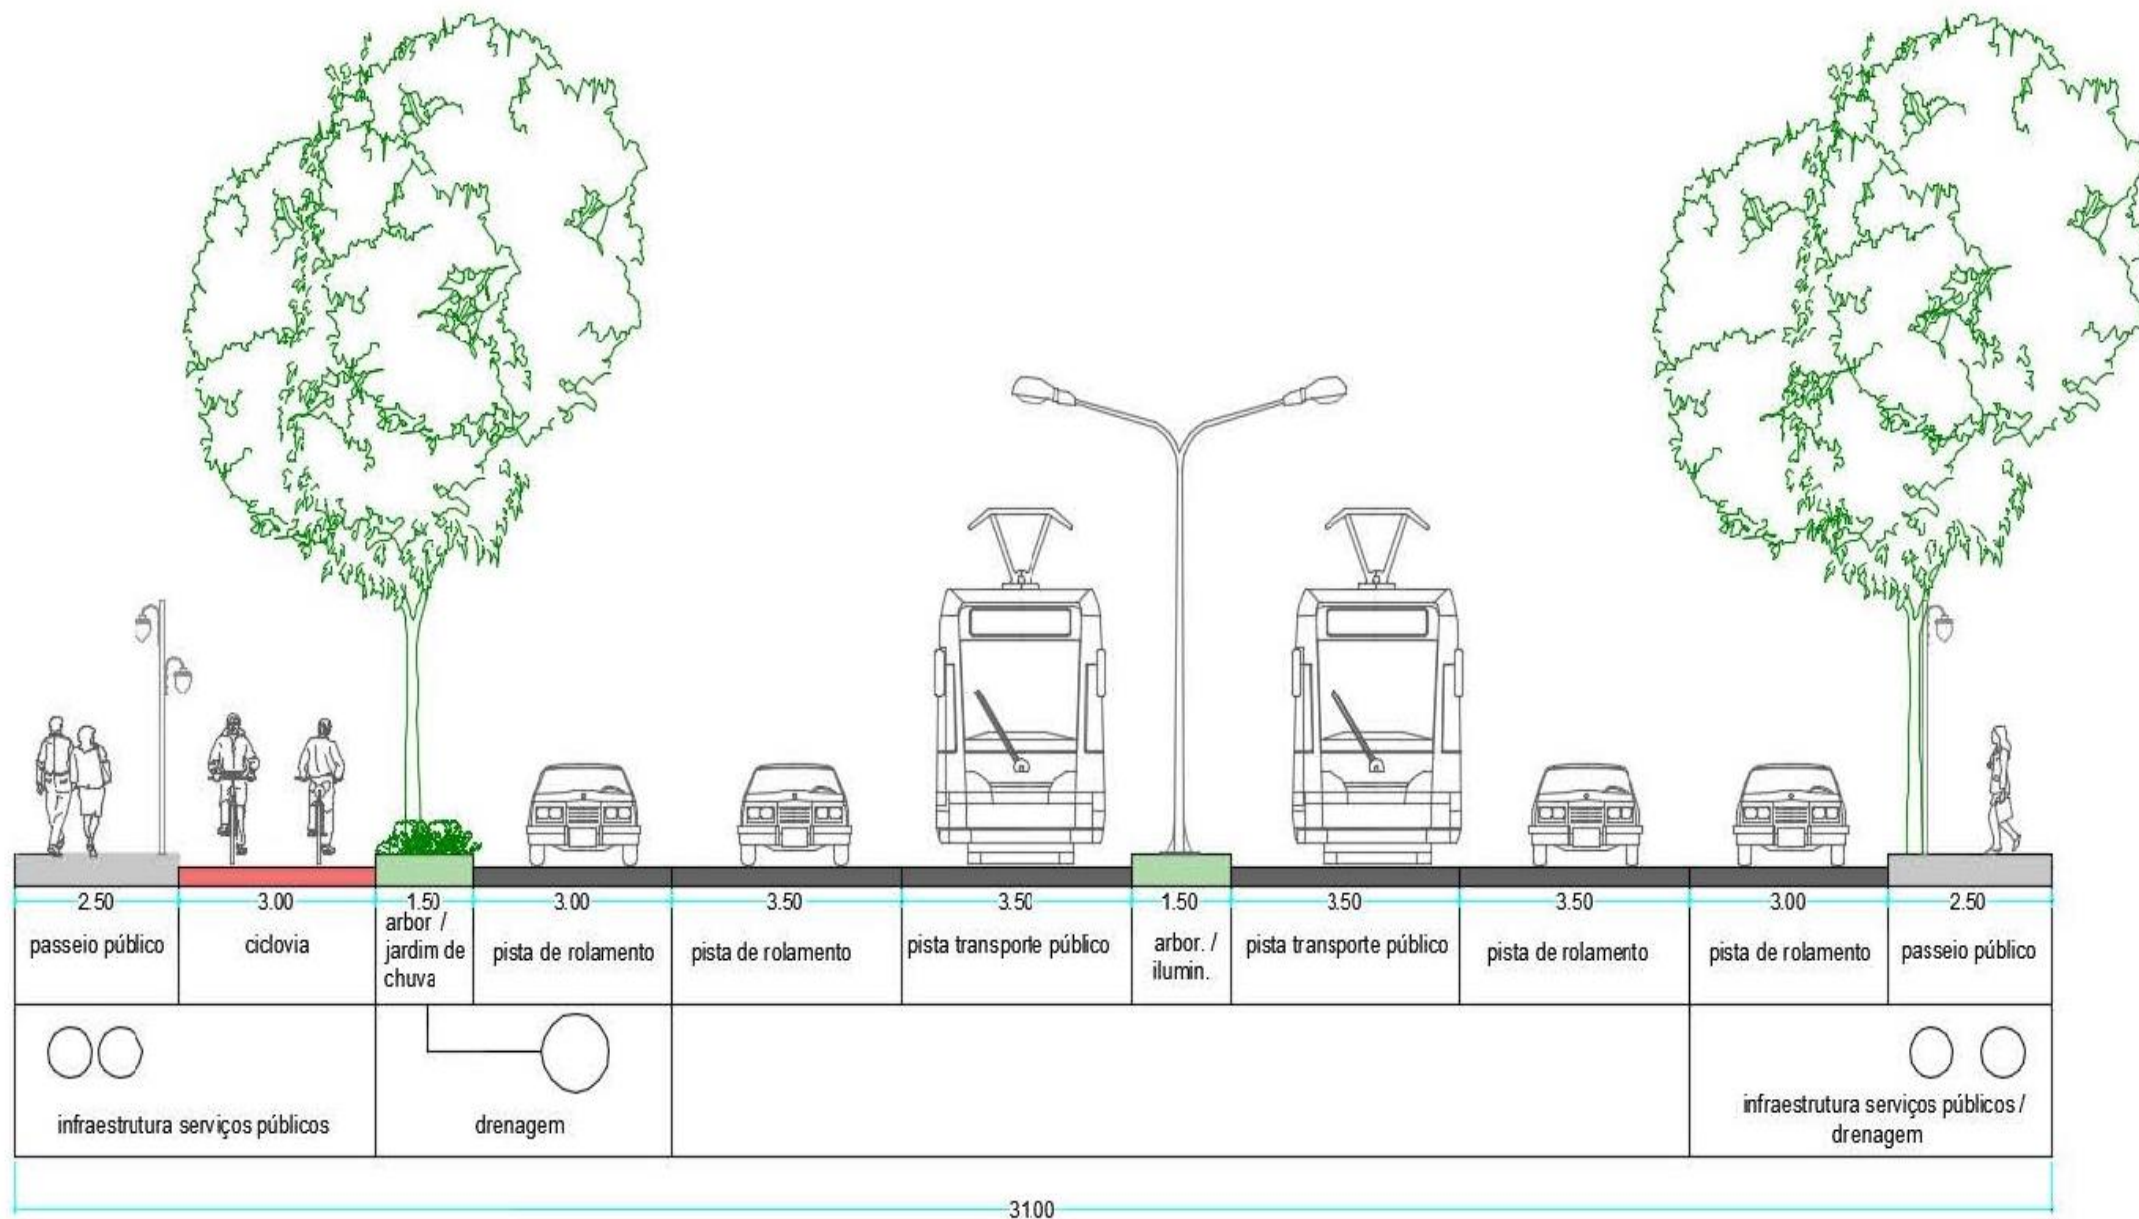 2.50
3.00
1.50
3.00
3.50
3.50
1.50
3.50
3.50
3.00
2.50
passeio público
ciclovia
arbor /
jardim de
chuva
pista de rolamento
pista de rolamento
pista transporte público
arbor. /
ilumin.
pista transporte público
pista de rolamento
pista de rolamento
passeio público
infraestrutura serviços públicos
drenagem
infraestrutura serviços públicos /
drenagem
31.00